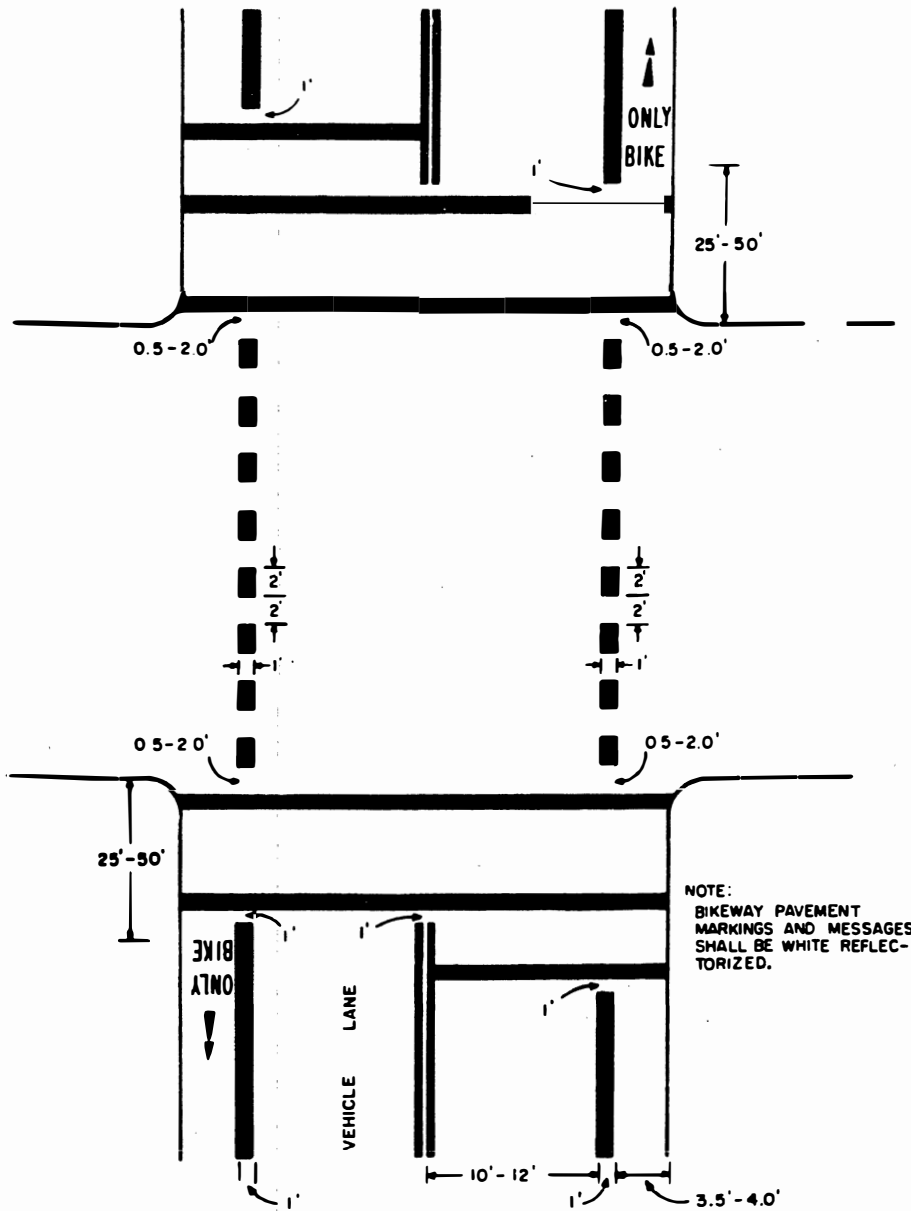 1'
ONLY
BIKE
1'
25'-50'
0.5-2.0'
0.5-2.0'
2'
2'
2'
2'
1'
1'
0 5-2 0'
0 5-2.0'
25'-50'
NOTE:
BIKEWAY PAVEMENT
MARKINGS AND MESSAGES
SHALL BE WHITE REFLEC-
TORIZED.
1'
1'
BIKE
ONLY
1'
VEHICLE LANE
10'-12'
1'
1'
3.5'-4.0'